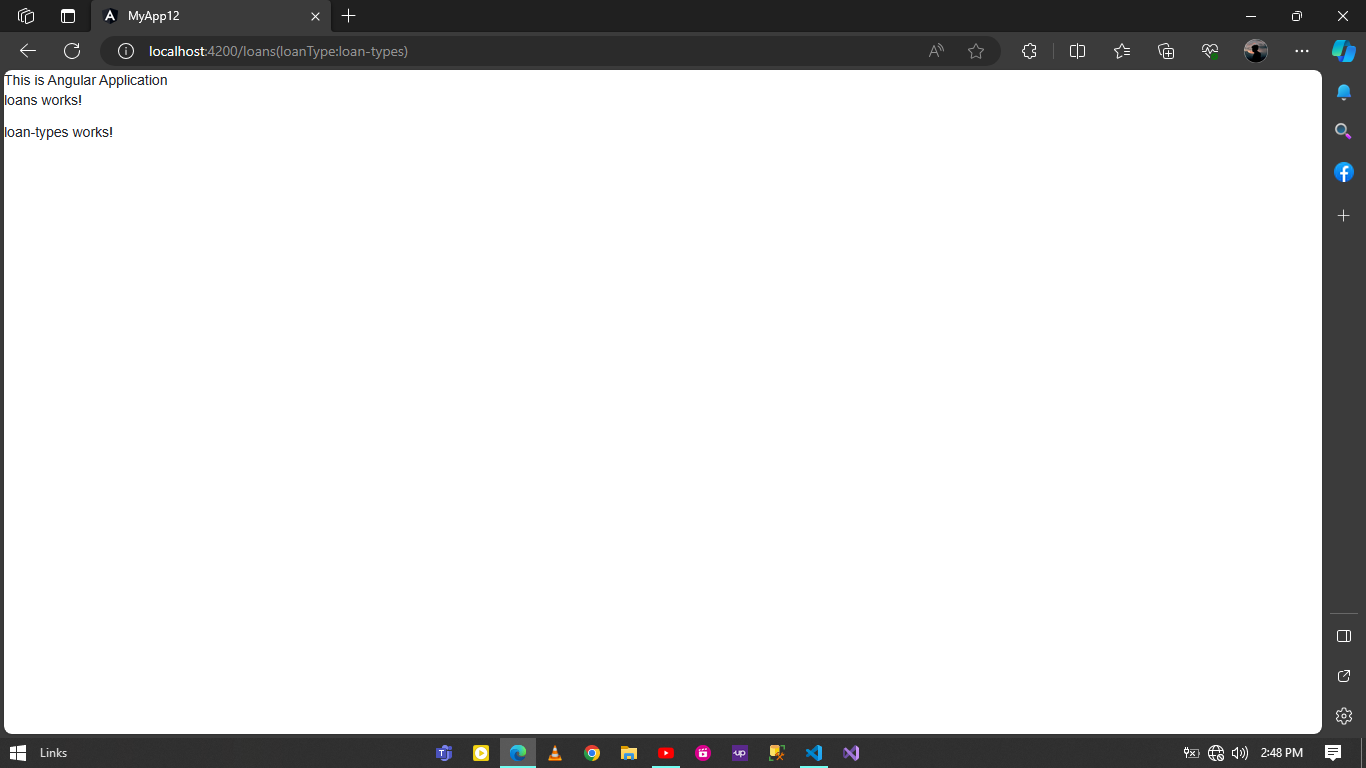 MyApp12
localhost:4200/loans(loanType:loan-types)
This is Angular Application
loans works!
loan-types works!
Links
up
2:48 PM